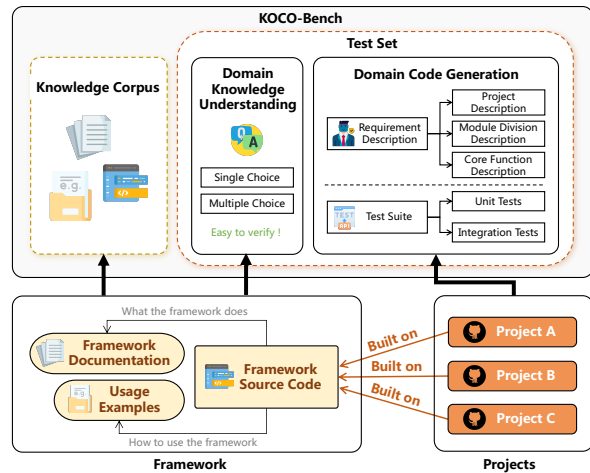 KOCO-Bench
Test Set
Knowledge Corpus
e.g.
Domain
Knowledge
Understanding
Q
A
Single Choice
Multiple Choice
Easy to verify !
Domain Code Generation
Requirement
Description
Project
Description
Module Division
Description
Core Function
Description
TEST
API
Test Suite
Unit Tests
Integration Tests
What the framework does
Framework
Documentation
Usage
Examples
Framework
Source Code
How to use the framework
Built on
Built on
Built on
Project A
Project B
Project C
Framework
Projects